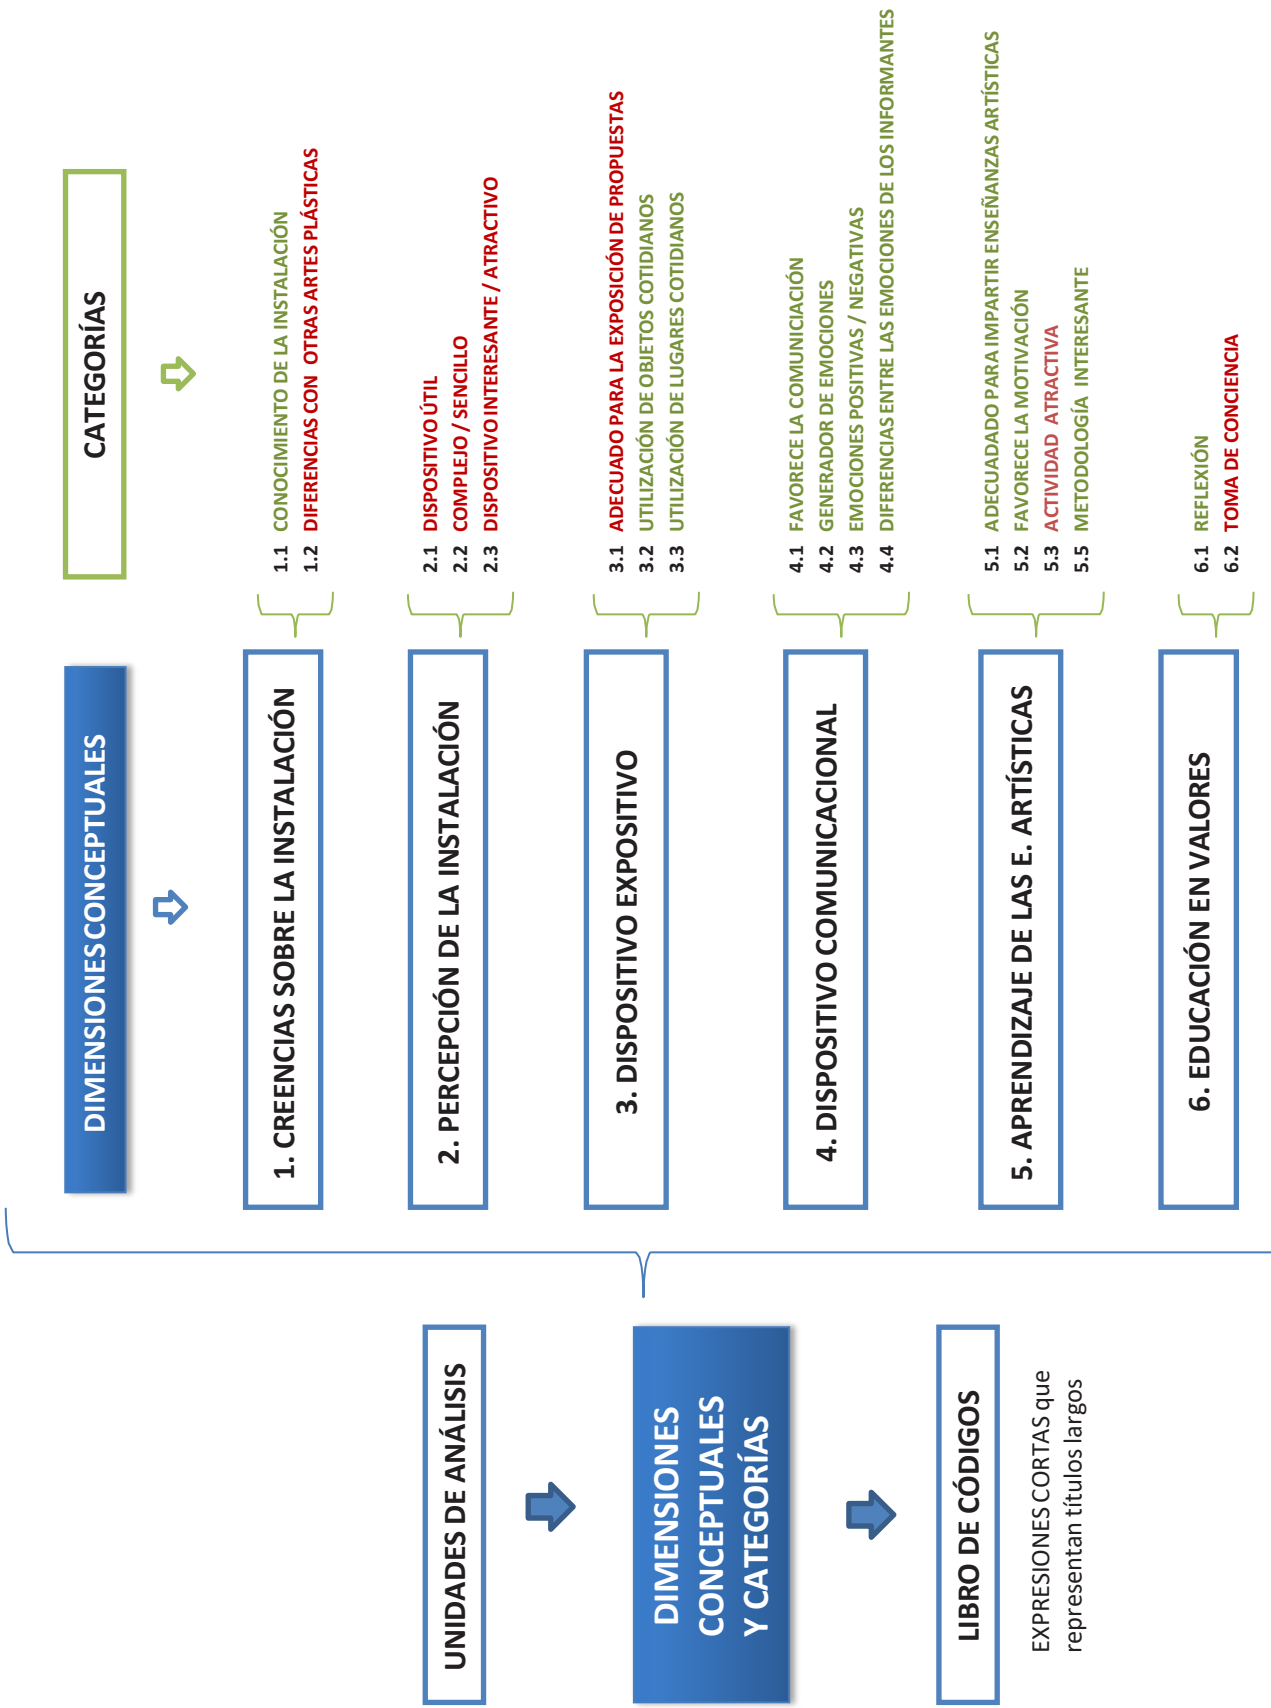 UNIDADES DE ANÁLISIS
DIMENSIONES
CONCEPTUALES
Y CATEGORÍAS
LIBRO DE CÓDIGOS
EXPRESIONES CORTAS que
representan títulos largos
DIMENSIONES CONCEPTUALES
CATEGORÍAS
1. CREENCIAS SOBRE LA INSTALACIÓN
1.1 CONOCIMIENTO DE LA INSTALACIÓN
1.2 DIFERENCIAS CON OTRAS ARTES PLÁSTICAS
2. PERCEPCIÓN DE LA INSTALACIÓN
2.1 DISPOSTIVO ÚTIL
2.2 COMPLEJO / SENCILLO
2.3 DISPOSITIVO INTERESANTE / ATRACTIVO
3. DISPOSITIVO EXPOSITIVO
3.1 ADECUADO PARA LA EXPOSICIÓN DE PROPUESTAS
3.2 UTILIZACIÓN DE OBJETOS COTIDIANOS
3.3 UTILIZACIÓN DE LUGARES COTIDIANOS
4. DISPOSITIVO COMUNICACIONAL
4.1 FAVORECE LA COMUNICIACIÓN
4.2 GENERADOR DE EMOCIONES
4.3 EMOCIONES POSITIVAS / NEGATIVAS
4.4 DIFERENCIAS ENTRE LAS EMOCIONES DE LOS INFORMANTES
5. APRENDIZAJE DE LAS E. ARTÍSTICAS
5.1 ADECUADADO PARA IMPARTIR ENSEÑANZAS ARTÍSTICAS
5.2 FAVORECE LA MOTIVACIÓN
5.3 ACTIVIDAD ATRACTIVA
5.5 METODOLOGÍA INTERESANTE
6. EDUCACIÓN EN VALORES
6.1 REFLEXIÓN
6.2 TOMA DE CONCIENCIA